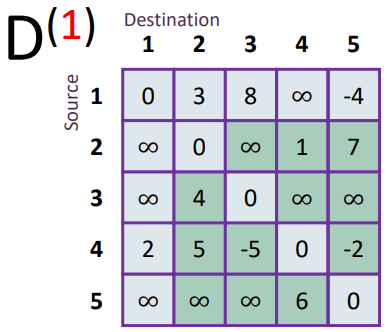 D(1)
Destination
1 2 3 4 5
Source
1 0 3 8 ∞ -4
2 ∞ 0 ∞ 1 7
3 ∞ 4 0 ∞ ∞
4 2 5 -5 0 -2
5 ∞ ∞ ∞ 6 0